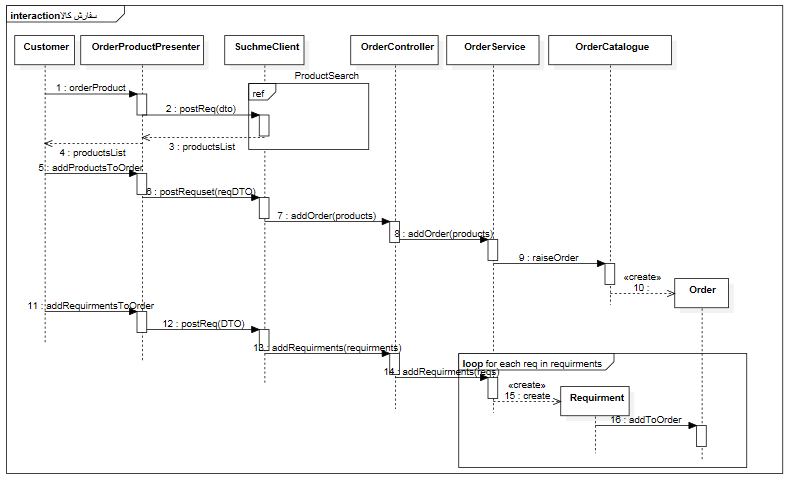 interaction سفارش کالا
Customer
OrderProductPresenter
SuchmeClient
OrderController
OrderService
OrderCatalogue
ProductSearch
ref
1 : orderProduct
2 : postReq(dto)
3 : productsList
4 : productsList
5 : addProductsToOrder
6 : postRequset(reqDTO)
7 : addOrder(products)
8 : addOrder(products)
9 : raiseOrder
«create»
10 :
Order
11 : addRequirmentsToOrder
12 : postReq(DTO)
13 : addRequirments(requirments)
loop for each req in requirments
14 : addRequirments(reqs)
«create»
15 : create
Requirment
16 : addToOrder